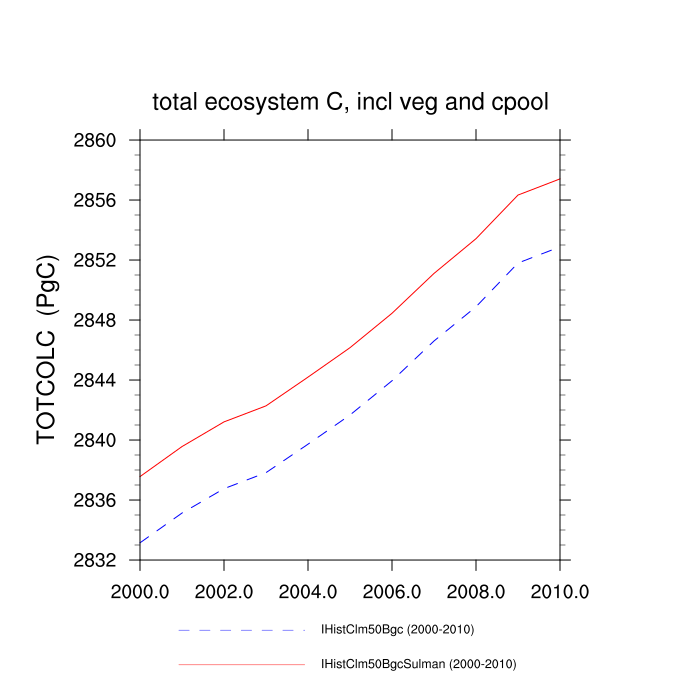 total ecosystem C, incl veg and cpool
TOTCOLC (PgC)
2860
2856
2852
2848
2844
2840
2836
2832
2000.0 2002.0 2004.0 2006.0 2008.0 2010.0
IHistClm50Bgc (2000-2010)
IHistClm50BgcSulman (2000-2010)